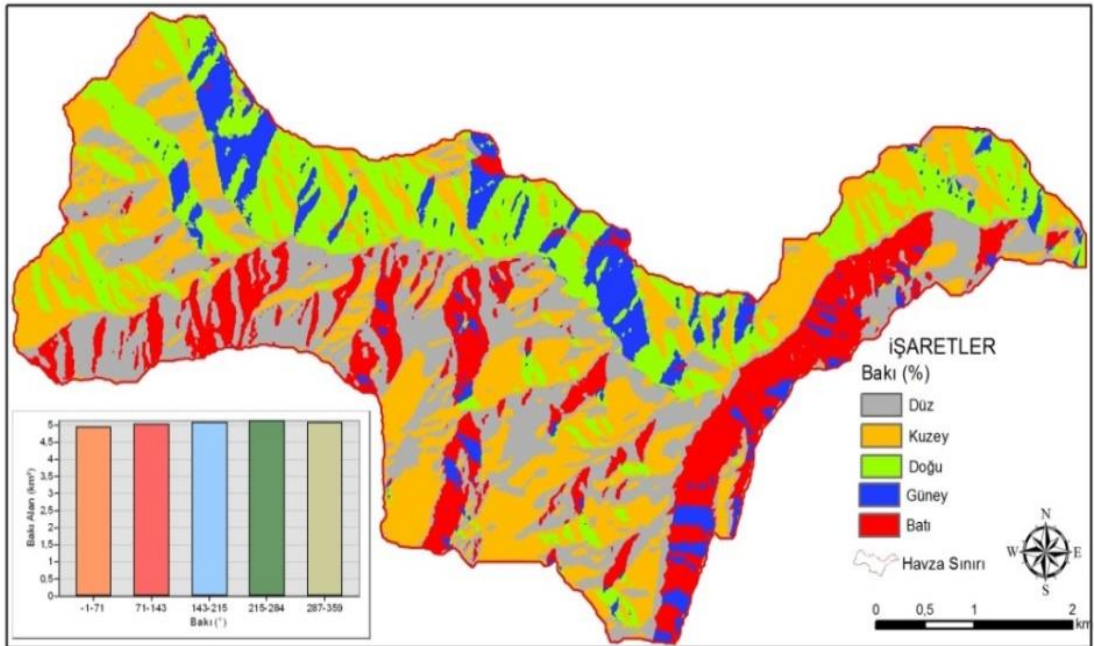 İŞARETLER
Bakı (%)
Düz
Kuzey
Doğu
Güney
Batı
Havza Sınırı
N
W E
S
0 0,5 1 2
km
Bakı Alan (km²)
5
4,5
4
3,5
3
2,5
2
1,5
1
0,5
0
-1-71 71-143 143-215 215-284 287-359
Bakı (°)